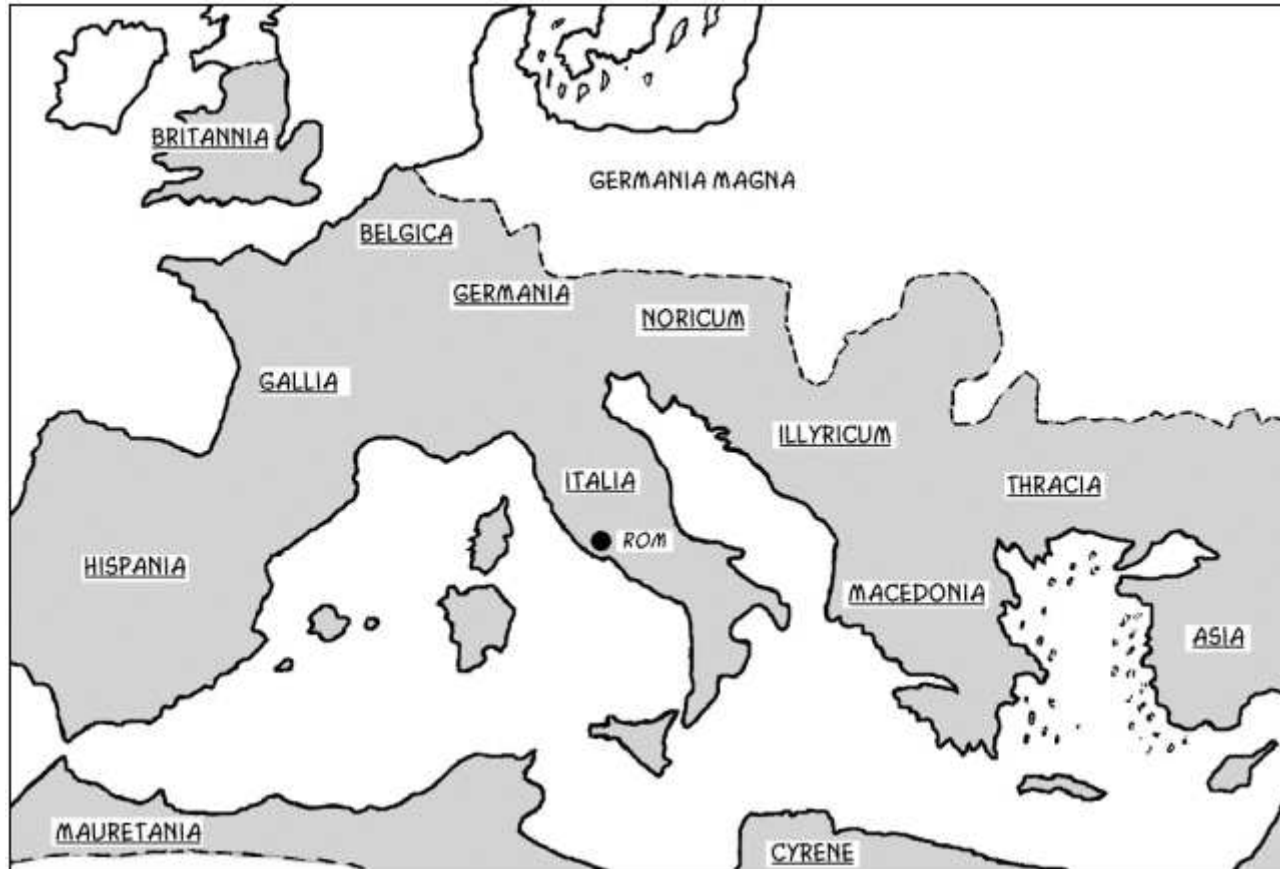 BRITANNIA
GERMANIA MAGNA
BELGICA
GERMANIA
NORICUM
GALLIA
ILLYRICUM
ITALIA
THRACIA
ROM
HISPANIA
MACEDONIA
ASIA
MAURETANIA
CYRENE